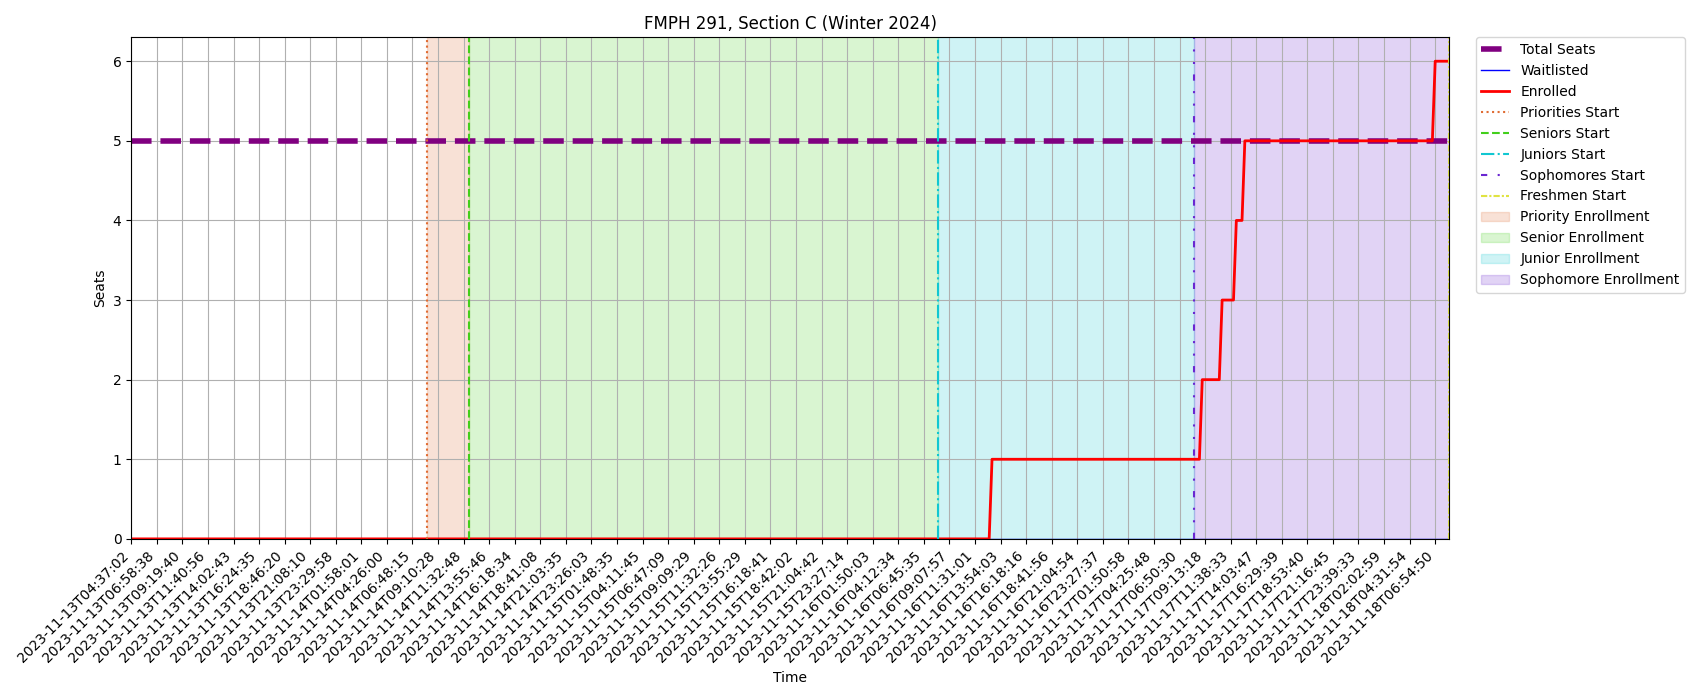 FMPH 291, Section C (Winter 2024)
Seats
6
5
4
3
2
1
0
2023-11-13T04:37:02
2023-11-13T06:58:38
2023-11-13T09:19:40
2023-11-13T11:40:56
2023-11-13T14:02:43
2023-11-13T16:24:35
2023-11-13T18:46:20
2023-11-13T21:08:10
2023-11-13T23:29:58
2023-11-14T01:58:01
2023-11-14T04:26:00
2023-11-14T06:48:15
2023-11-14T09:10:28
2023-11-14T11:32:48
2023-11-14T13:55:46
2023-11-14T16:18:34
2023-11-14T18:41:08
2023-11-14T21:03:35
2023-11-14T23:26:03
2023-11-15T01:48:35
2023-11-15T04:11:45
2023-11-15T06:47:09
2023-11-15T09:09:29
2023-11-15T11:32:26
2023-11-15T13:55:29
2023-11-15T16:18:41
2023-11-15T18:42:02
2023-11-15T21:04:42
2023-11-15T23:27:14
2023-11-16T01:50:03
2023-11-16T04:12:34
2023-11-16T06:45:35
2023-11-16T09:07:57
2023-11-16T11:31:01
2023-11-16T13:54:03
2023-11-16T16:18:16
2023-11-16T18:41:56
2023-11-16T21:04:54
2023-11-16T23:27:37
2023-11-17T01:50:58
2023-11-17T04:25:48
2023-11-17T06:50:30
2023-11-17T09:13:18
2023-11-17T11:38:33
2023-11-17T14:03:47
2023-11-17T16:29:39
2023-11-17T18:53:40
2023-11-17T21:16:45
2023-11-17T23:39:33
2023-11-18T02:02:59
2023-11-18T04:31:54
2023-11-18T06:54:50
Time
Total Seats
Waitlisted
Enrolled
Priorities Start
Seniors Start
Juniors Start
Sophomores Start
Freshmen Start
Priority Enrollment
Senior Enrollment
Junior Enrollment
Sophomore Enrollment